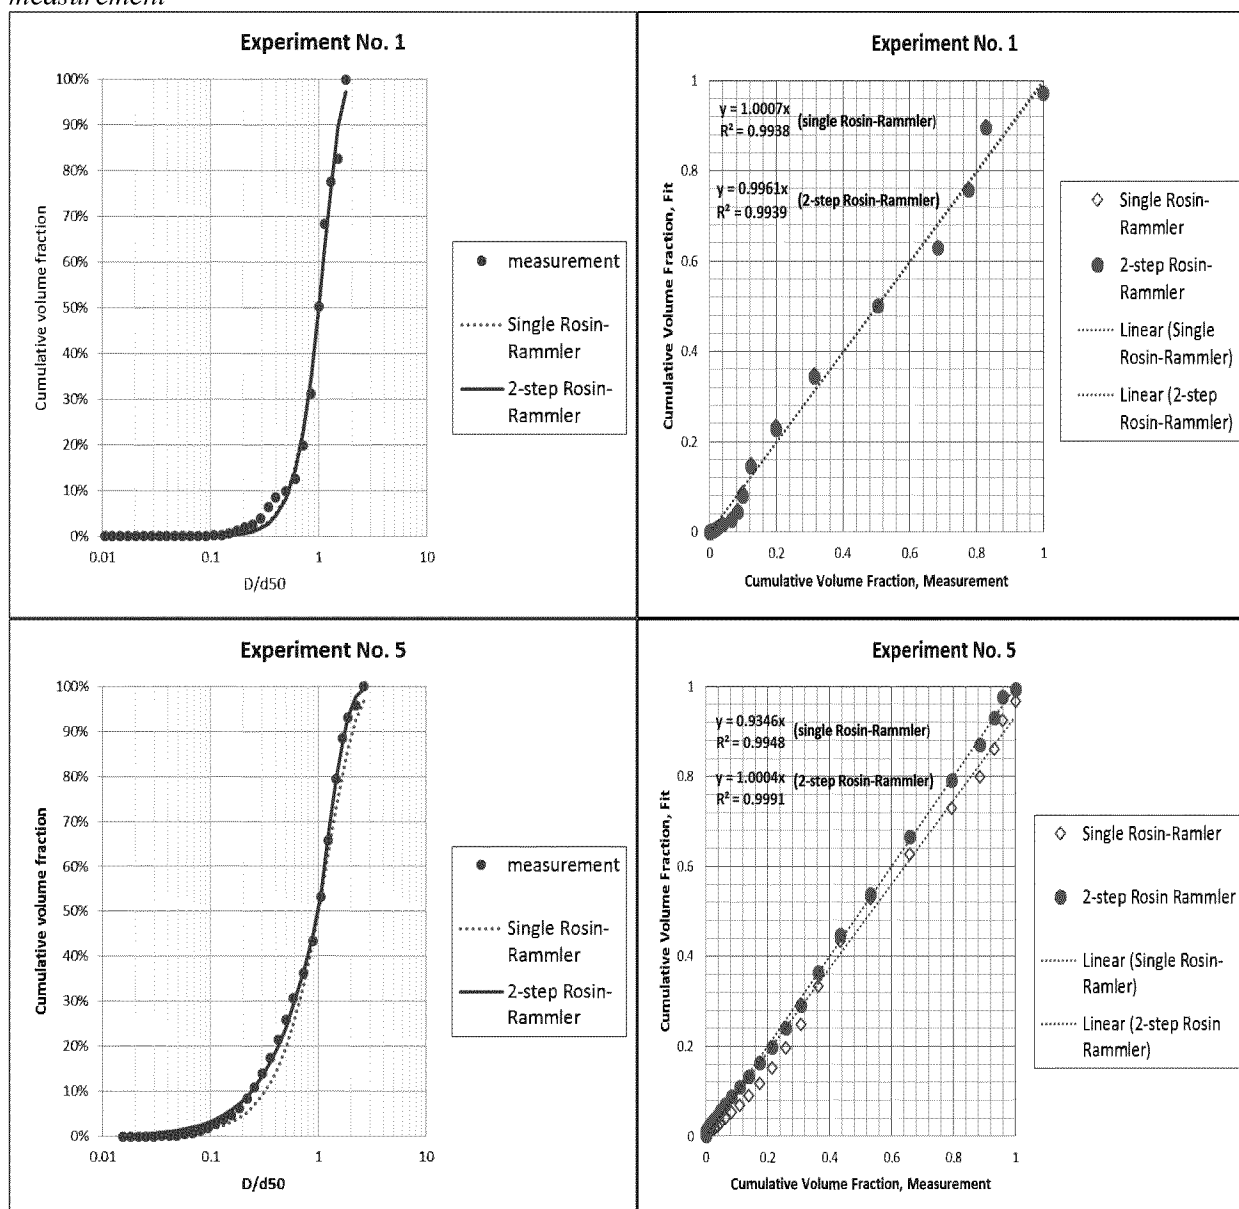 measurement
Experiment No. 1
100%
90%
80%
70%
60%
50%
40%
30%
20%
10%
0%
0.01 0.1 1 10
Cumulative volume fraction
D/d50
measurement
Single Rosin-
Rammler
2-step Rosin-
Rammler
Experiment No. 1
1
0.8
0.6
0.4
0.2
0
0 0.2 0.4 0.6 0.8 1
Cumulative Volume Fraction, Fit
Cumulative Volume Fraction, Measurement
y = 1.0007x (single Rosin-Rammler)
R² = 0.9938
y = 0.9961x (2-step Rosin-Rammler)
R² = 0.9939
Single Rosin-
Rammler
2-step Rosin-
Rammler
Linear (Single
Rosin-Rammler)
Linear (2-step
Rosin-Rammler)
Experiment No. 5
100%
90%
80%
70%
60%
50%
40%
30%
20%
10%
0%
0.01 0.1 1 10
Cumulative volume fraction
D/d50
measurement
Single Rosin-
Rammler
2-step Rosin-
Rammler
Experiment No. 5
1
0.8
0.6
0.4
0.2
0
0 0.2 0.4 0.6 0.8 1
Cumulative Volume Fraction, Fit
Cumulative Volume Fraction, Measurement
y = 0.9346x (single Rosin-Rammler)
R² = 0.9948
y = 1.0004x (2-step Rosin-Rammler)
R² = 0.9991
Single Rosin-Ramler
2-step Rosin Rammler
Linear (Single Rosin-
Ramler)
Linear (2-step Rosin
Rammler)